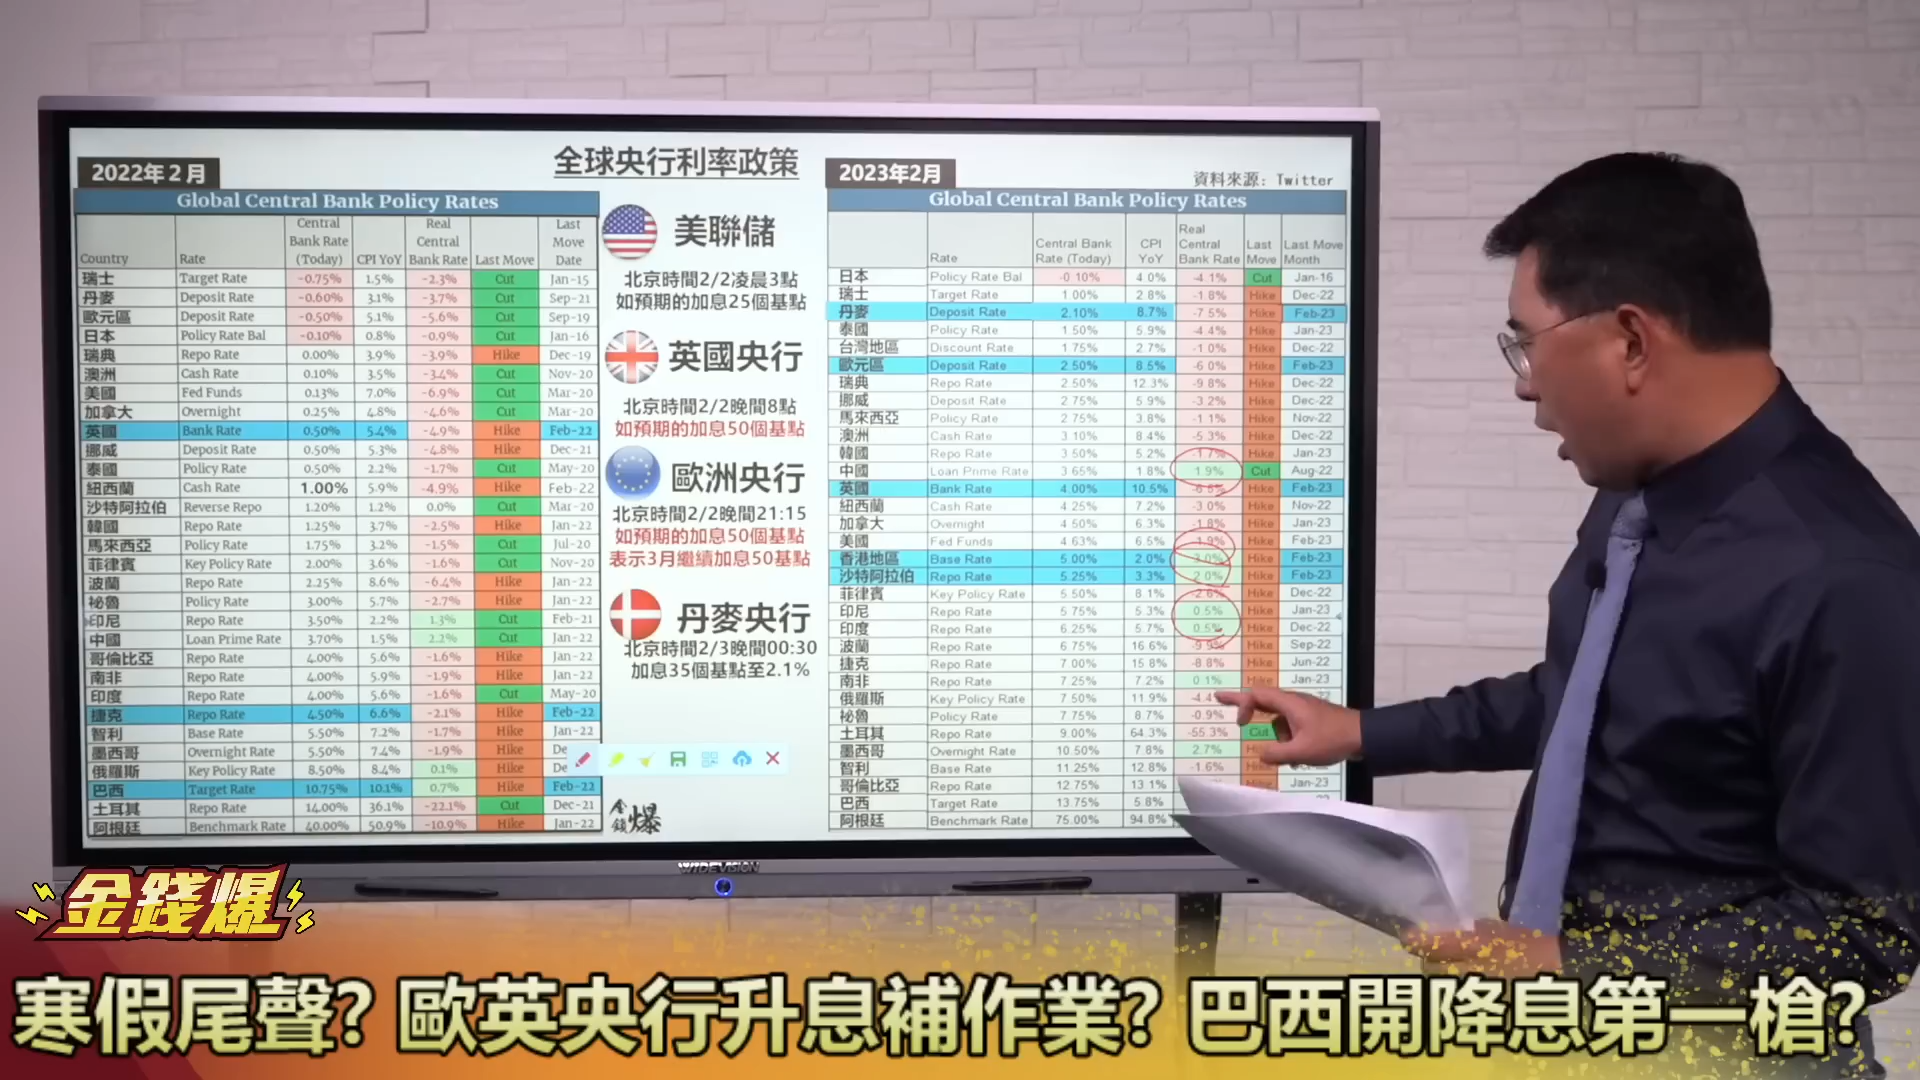 全球央行利率政策
2022年2月
Global Central Bank Policy Rates
Country Rate Central Bank Rate (Today) CPI YoY Real Central Bank Rate Last Move Last Move Date
瑞士 Target Rate -0.75% 1.5% -2.3% Cut Jan-15
丹麥 Deposit Rate -0.60% 3.1% -3.7% Cut Sep-21
歐元區 Deposit Rate -0.50% 5.1% -5.6% Cut Sep-19
日本 Policy Rate Bal -0.10% 0.8% -0.9% Cut Jan-16
瑞典 Repo Rate 0.00% 3.9% -3.9% Hike Dec-19
澳洲 Cash Rate 0.10% 3.5% -3.4% Cut Nov-20
美國 Fed Funds 0.13% 7.0% -6.9% Cut Mar-20
加拿大 Overnight 0.25% 4.8% -4.6% Cut Mar-20
英國 Bank Rate 0.50% 5.4% -4.9% Hike Feb-22
挪威 Deposit Rate 0.50% 5.3% -4.8% Hike Dec-21
泰國 Policy Rate 0.50% 2.2% -1.7% Cut May-20
紐西蘭 Cash Rate 1.00% 5.9% -4.9% Hike Feb-22
沙特阿拉伯 Reverse Repo 1.20% 1.2% 0.0% Cut Mar-20
韓國 Repo Rate 1.25% 3.7% -2.5% Hike Jan-22
馬來西亞 Policy Rate 1.75% 3.2% -1.5% Cut Jul-20
菲律賓 Key Policy Rate 2.00% 3.6% -1.6% Cut Nov-20
波蘭 Repo Rate 2.25% 8.6% -6.4% Hike Jan-22
祕魯 Policy Rate 3.00% 5.7% -2.7% Hike Jan-22
印尼 Repo Rate 3.50% 2.2% 1.3% Cut Feb-21
中國 Loan Prime Rate 3.70% 1.5% 2.2% Cut Jan-22
哥倫比亞 Repo Rate 4.00% 5.6% -1.6% Hike Jan-22
南非 Repo Rate 4.00% 5.9% -1.9% Hike Jan-22
印度 Repo Rate 4.00% 5.6% -1.6% Cut May-20
捷克 Repo Rate 4.50% 6.6% -2.1% Hike Feb-22
智利 Base Rate 5.50% 7.2% -1.7% Hike Jan-22
墨西哥 Overnight Rate 5.50% 7.4% -1.9% Hike De
俄羅斯 Key Policy Rate 8.50% 8.4% 0.1% Hike De
巴西 Target Rate 10.75% 10.1% 0.7% Hike Feb-22
土耳其 Repo Rate 14.00% 36.1% -22.1% Cut Dec-21
阿根廷 Benchmark Rate 40.00% 50.9% -10.9% Hike Jan-22
美聯儲
北京時間2/2凌晨3點
如預期的加息25個基點
英國央行
北京時間2/2晚間8點
如預期的加息50個基點
歐洲央行
北京時間2/2晚間21:15
如預期的加息50個基點
表示3月繼續加息50基點
丹麥央行
北京時間2/3晚間00:30
加息35個基點至2.1%
金錢爆
2023年2月
資料來源: Twitter
Global Central Bank Policy Rates
Rate Central Bank Rate (Today) CPI YoY Real Central Bank Rate Last Move Last Move Month
日本 Policy Rate Bal -0.10% 4.0% -4.1% Cut Jan-16
瑞士 Target Rate 1.00% 2.8% -1.8% Hike Dec-22
丹麥 Deposit Rate 2.10% 8.7% -7.5% Hike Feb-23
泰國 Policy Rate 1.50% 5.9% -4.4% Hike Jan-23
台灣地區 Discount Rate 1.75% 2.7% -1.0% Hike Dec-22
歐元區 Deposit Rate 2.50% 8.5% -6.0% Hike Feb-23
瑞典 Repo Rate 2.50% 12.3% -9.8% Hike Dec-22
挪威 Deposit Rate 2.75% 5.9% -3.2% Hike Dec-22
馬來西亞 Policy Rate 2.75% 3.8% -1.1% Hike Nov-22
澳洲 Cash Rate 3.10% 8.4% -5.3% Hike Dec-22
韓國 Repo Rate 3.50% 5.2% -1.7% Hike Jan-23
中國 Loan Prime Rate 3.65% 1.8% 1.9% Cut Aug-22
英國 Bank Rate 4.00% 10.5% -6.5% Hike Feb-23
紐西蘭 Cash Rate 4.25% 7.2% -3.0% Hike Nov-22
加拿大 Overnight 4.50% 6.3% -1.8% Hike Jan-23
美國 Fed Funds 4.63% 6.5% -1.9% Hike Feb-23
香港地區 Base Rate 5.00% 2.0% 3.0% Hike Feb-23
沙特阿拉伯 Repo Rate 5.25% 3.3% 2.0% Hike Feb-23
菲律賓 Key Policy Rate 5.50% 8.1% -2.6% Hike Dec-22
印尼 Repo Rate 5.75% 5.3% 0.5% Hike Jan-23
印度 Repo Rate 6.25% 5.7% 0.5% Hike Dec-22
波蘭 Repo Rate 6.75% 16.6% -9.9% Hike Sep-22
捷克 Repo Rate 7.00% 15.8% -8.8% Hike Jun-22
南非 Repo Rate 7.25% 7.2% 0.1% Hike Jan-23
俄羅斯 Key Policy Rate 7.50% 11.9% -4.4%
祕魯 Policy Rate 7.75% 8.7% -0.9%
土耳其 Repo Rate 9.00% 64.3% -55.3% Cut
墨西哥 Overnight Rate 10.50% 7.8% 2.7%
智利 Base Rate 11.25% 12.8% -1.6%
哥倫比亞 Repo Rate 12.75% 13.1% Jan-23
巴西 Target Rate 13.75% 5.8%
阿根廷 Benchmark Rate 75.00% 94.8%
WIDEVISION
金錢爆
寒假尾聲? 歐英央行升息補作業? 巴西開降息第一槍?